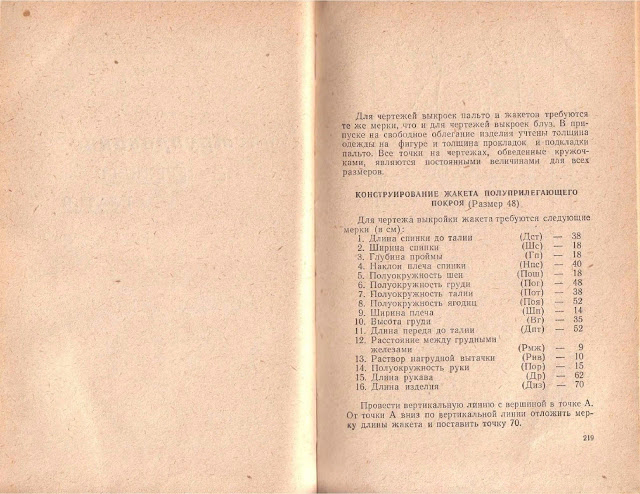 Для чертежей выкроек пальто и жакетов требуются
те же мерки, что и для чертежей выкроек блуз. В при-
пуске на свободное облегание изделия учтены толщина
одежды на фигуре и толщина прокладок и подкладки
пальто. Все точки на чертежах, обведенные кружоч-
ками, являются постоянными величинами для всех
размеров.
КОНСТРУИРОВАНИЕ ЖАКЕТА ПОЛУПРИЛЕГАЮЩЕГО
ПОКРОЯ (Размер 48)
Для чертежа выкройки жакета требуются следующие
мерки (в см):
1. Длина спинки до талии (Дст) — 38
2. Ширина спинки (Шс) — 18
3. Глубина проймы (Гп) — 18
4. Наклон плеча спинки (Нпс) — 40
5. Полуокружность шеи (Пош) — 18
6. Полуокружность груди (Пог) — 48
7. Полуокружность талии (Пот) — 38
8. Полуокружность ягодиц (Поя) — 52
9. Ширина плеча (Шп) — 14
10. Высота груди (Вг) — 35
11. Длина переда до талии (Дпт) — 52
12. Расстояние между грудными
железами (Рмж) — 9
13. Раствор нагрудной вытачки (Рнв) — 10
14. Полуокружность руки (Пор) — 15
15. Длина рукава (Др) — 62
16. Длина изделия (Диз) — 70
Провести вертикальную линию с вершиной в точке А.
От точки А вниз по вертикальной линии отложить мер-
ку длины жакета и поставить точку 70.
219